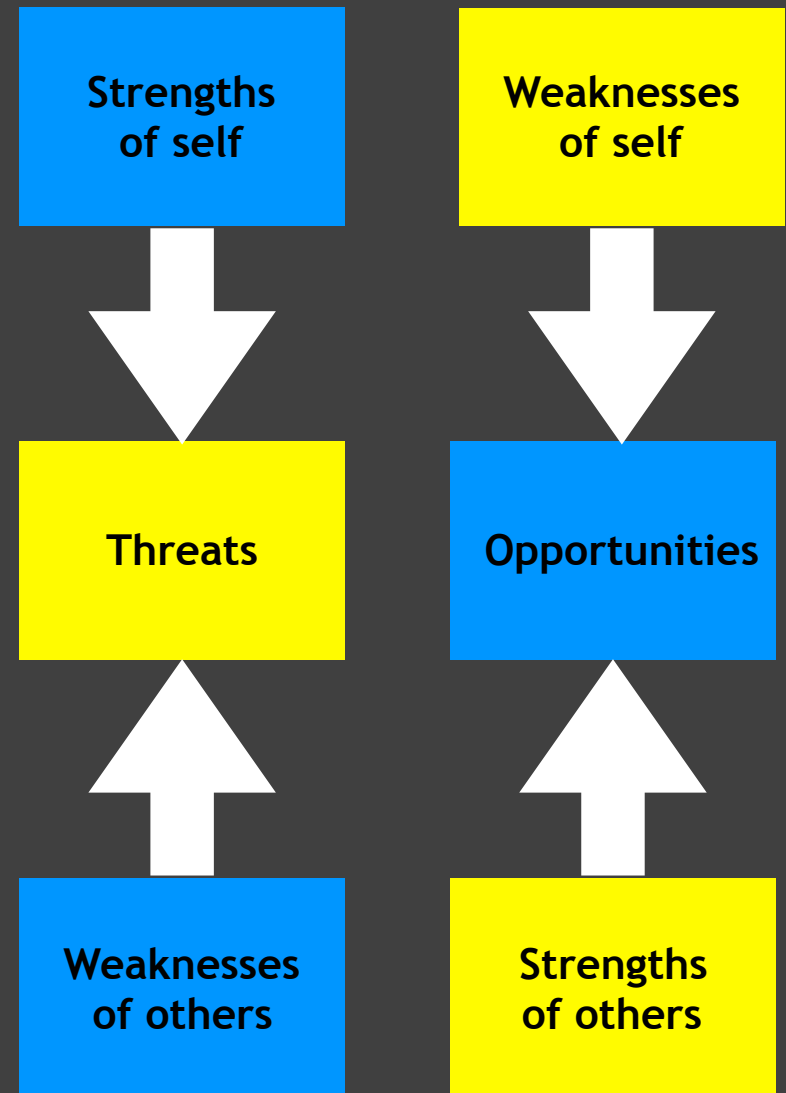 Strengths
of self
Weaknesses
of self
Threats
Opportunities
Weaknesses
of others
Strengths
of others